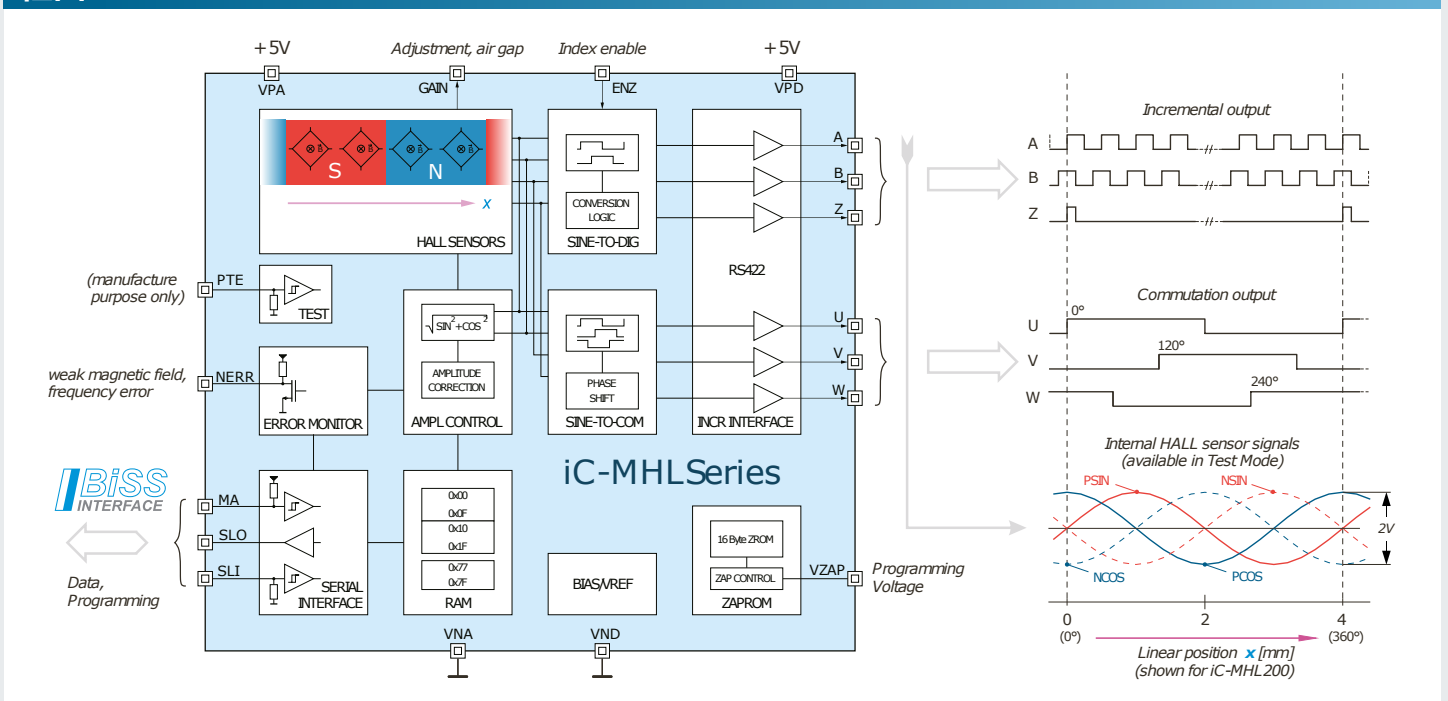 +5V
Adjustment, air gap
Index enable
+5V
VPA
GAIN
ENZ
VPD
S
N
x
HALL SENSORS
CONVERSION
LOGIC
SINE-TO-DIG
A
B
Z
RS422
(manufacture
purpose only)
PTE
TEST
SIN² +COS²
AMPLITUDE
CORRECTION
AMPL CONTROL
PHASE
SHIFT
SINE-TO-COM
U
V
W
INCR INTERFACE
weak magnetic field,
frequency error
NERR
ERROR MONITOR
iC-MHLSeries
BiSS
INTERFACE
MA
SLO
SLI
Data,
Programming
SERIAL
INTERFACE
0x00
0x0F
0x10
0x1F
0x77
0x7F
RAM
BIAS/VREF
16 Byte ZROM
ZAP CONTROL
ZAPROM
VZAP
Programming
Voltage
VNA
VND
Incremental output
A
B
Z
Commutation output
U
0°
V
120°
W
240°
Internal HALL sensor signals
(available in Test Mode)
PSIN
NSIN
2V
NCOS
PCOS
0
2
4
(0°)
(360°)
Linear position x [mm]
(shown for iC-MHL200)